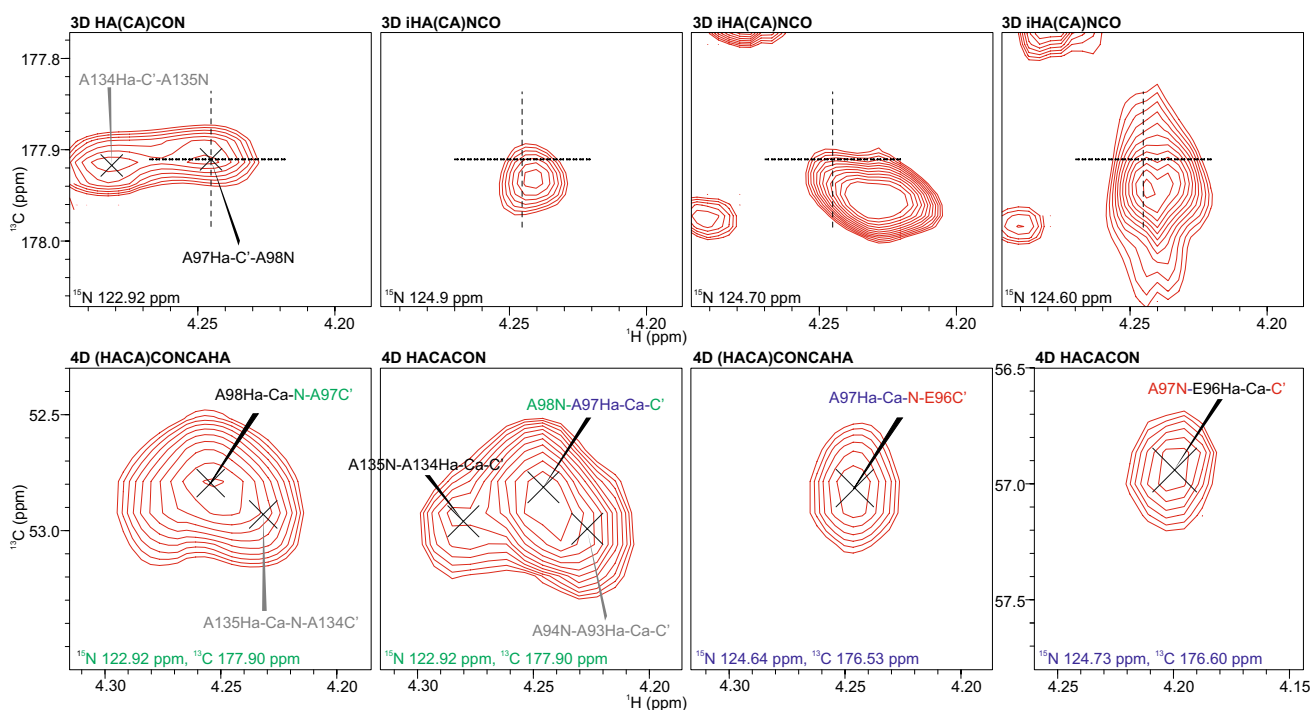 3D HA(CA)CON
3D iHA(CA)NCO
3D iHA(CA)NCO
3D iHA(CA)NCO
177.8
177.9
178.0
¹³C (ppm)
A134Ha-C'-A135N
A97Ha-C'-A98N
¹⁵N 122.92 ppm
¹⁵N 124.9 ppm
¹⁵N 124.70 ppm
¹⁵N 124.60 ppm
4.25 4.20
4.25 4.20
4.25 4.20
4.25 4.20
¹H (ppm)
4D (HACA)CONCAHA
4D HACACON
4D (HACA)CONCAHA
4D HACACON
52.5
53.0
¹³C (ppm)
A98Ha-Ca-N-A97C'
A135Ha-Ca-N-A134C'
¹⁵N 122.92 ppm, ¹³C 177.90 ppm
A98N-A97Ha-Ca-C'
A135N-A134Ha-Ca-C'
A94N-A93Ha-Ca-C'
¹⁵N 122.92 ppm, ¹³C 177.90 ppm
A97Ha-Ca-N-E96C'
¹⁵N 124.64 ppm, ¹³C 176.53 ppm
56.5
57.0
57.5
A97N-E96Ha-Ca-C'
¹⁵N 124.73 ppm, ¹³C 176.60 ppm
4.30 4.25 4.20
4.30 4.25 4.20
4.30 4.25 4.20
4.25 4.20 4.15
¹H (ppm)